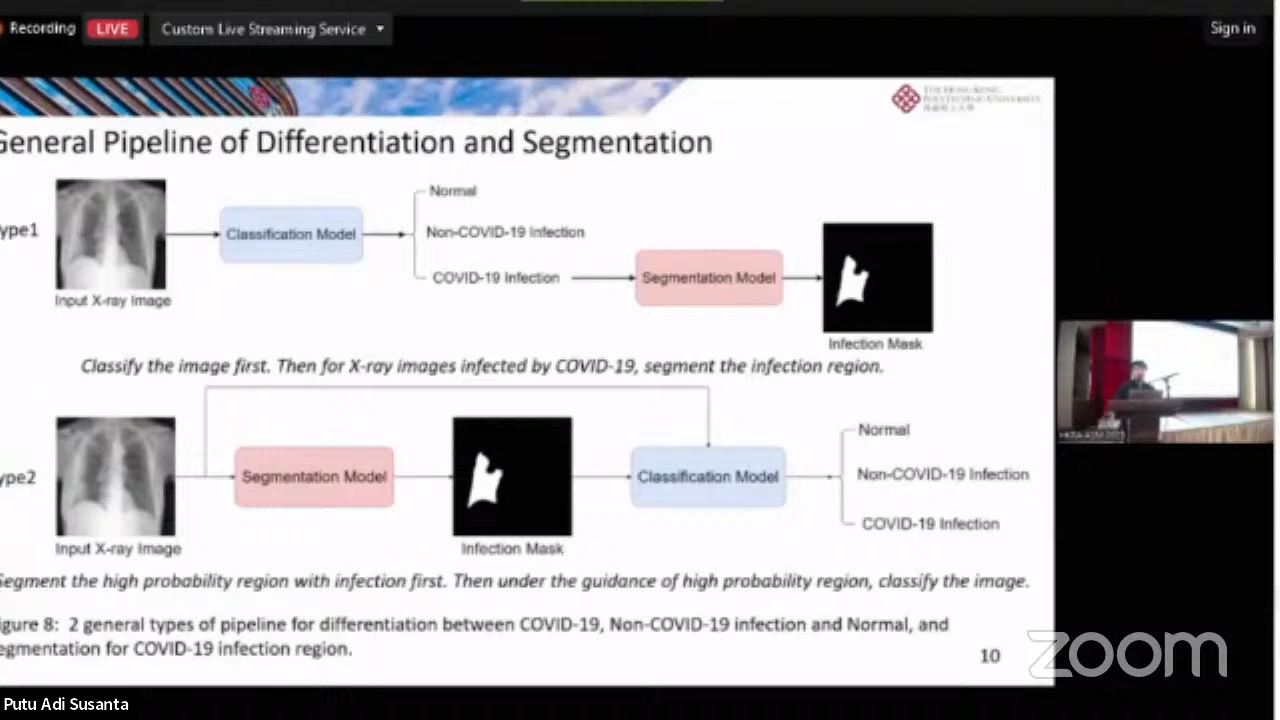 Recording LIVE Custom Live Streaming Service Sign in
THE HONG KONG
POLYTECHNIC UNIVERSITY
General Pipeline of Differentiation and Segmentation
ype1
Input X-ray Image
Classification Model
Normal
Non-COVID-19 Infection
COVID-19 Infection
Segmentation Model
Infection Mask
Classify the image first. Then for X-ray images infected by COVID-19, segment the infection region.
ype2
Input X-ray Image
Segmentation Model
Infection Mask
Classification Model
Normal
Non-COVID-19 Infection
COVID-19 Infection
Segment the high probability region with infection first. Then under the guidance of high probability region, classify the image.
igure 8: 2 general types of pipeline for differentiation between COVID-19, Non-COVID-19 infection and Normal, and
egmentation for COVID-19 infection region.
10
zoom
Putu Adi Susanta